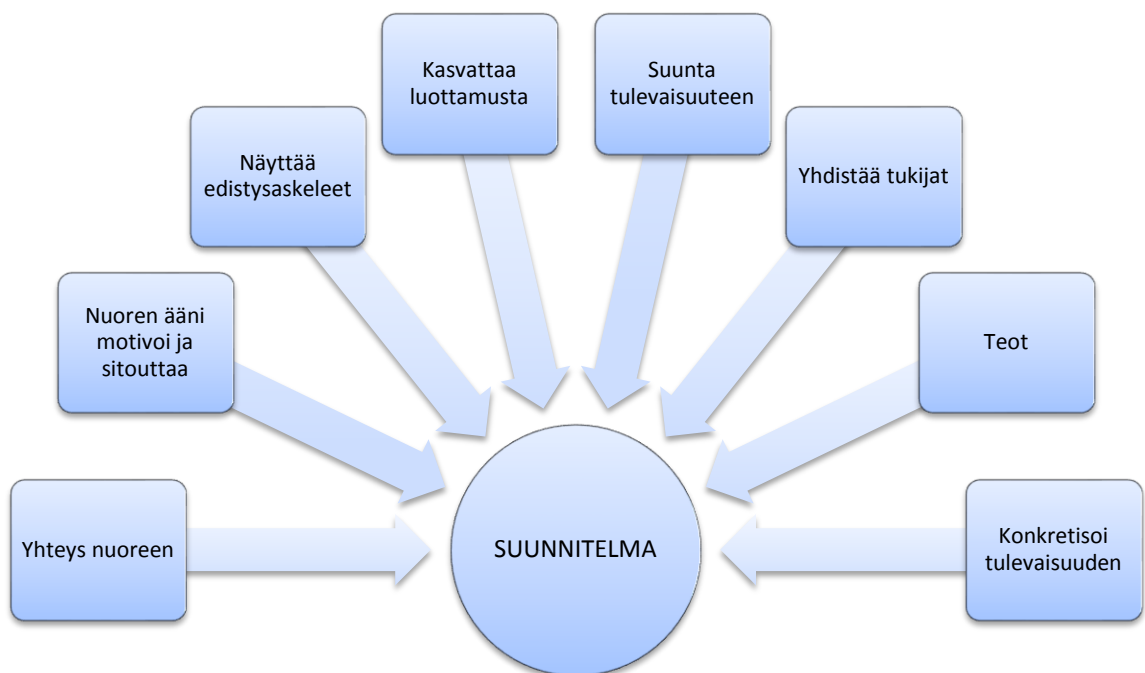 Kasvattaa
luottamusta
Suunta
tulevaisuuteen
Näyttää
edistysaskeleet
Yhdistää tukijat
Nuoren ääni
motivoi ja
sitouttaa
Teot
Yhteys nuoreen
SUUNNITELMA
Konkretisoi
tulevaisuuden